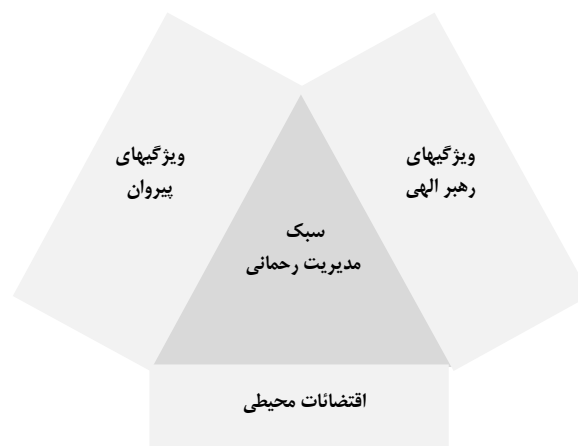 ویژگیهای
رهبر الهی
ویژگیهای
پیروان
سبک
مدیریت رحمانی
اقتضائات محیطی